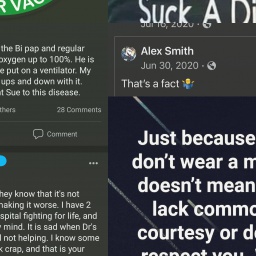 R VAC
the Bi pap and regular
oxygen up to 100%. He is
e put on a ventilator. My
ups and down with it.
t Sue to this disease.
thers
28 Comments
Comment
hey know that it's not
making it worse. I have 2
spital fighting for life, and
y mind. It is sad when Dr's
l not helping. I know some
k crap, and that is your
Suck A Di
Jul 16, 2020
Alex Smith
Jun 30, 2020 ·
That's a fact 🤷‍♂️
Just because
don't wear a m
doesn't mean
lack commo
courtesy or de
respect you.